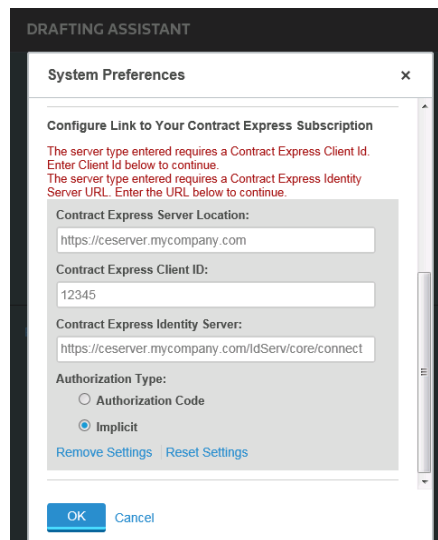 DRAFTING ASSISTANT
System Preferences ×
Configure Link to Your Contract Express Subscription
The server type entered requires a Contract Express Client Id.
Enter Client Id below to continue.
The server type entered requires a Contract Express Identity
Server URL. Enter the URL below to continue.
Contract Express Server Location:
https://ceserver.mycompany.com
Contract Express Client ID:
12345
Contract Express Identity Server:
https://ceserver.mycompany.com/IdServ/core/connect
Authorization Type:
Authorization Code
Implicit
Remove Settings | Reset Settings
OK Cancel